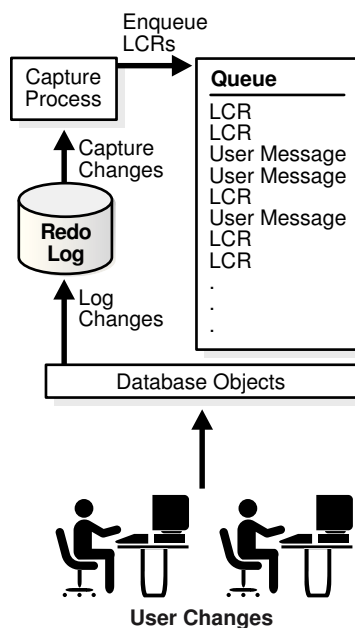 Enqueue
LCRs
Capture
Process
Queue
LCR
LCR
User Message
User Message
LCR
User Message
LCR
LCR
.
.
.
Capture
Changes
Redo
Log
Log
Changes
Database Objects
User Changes